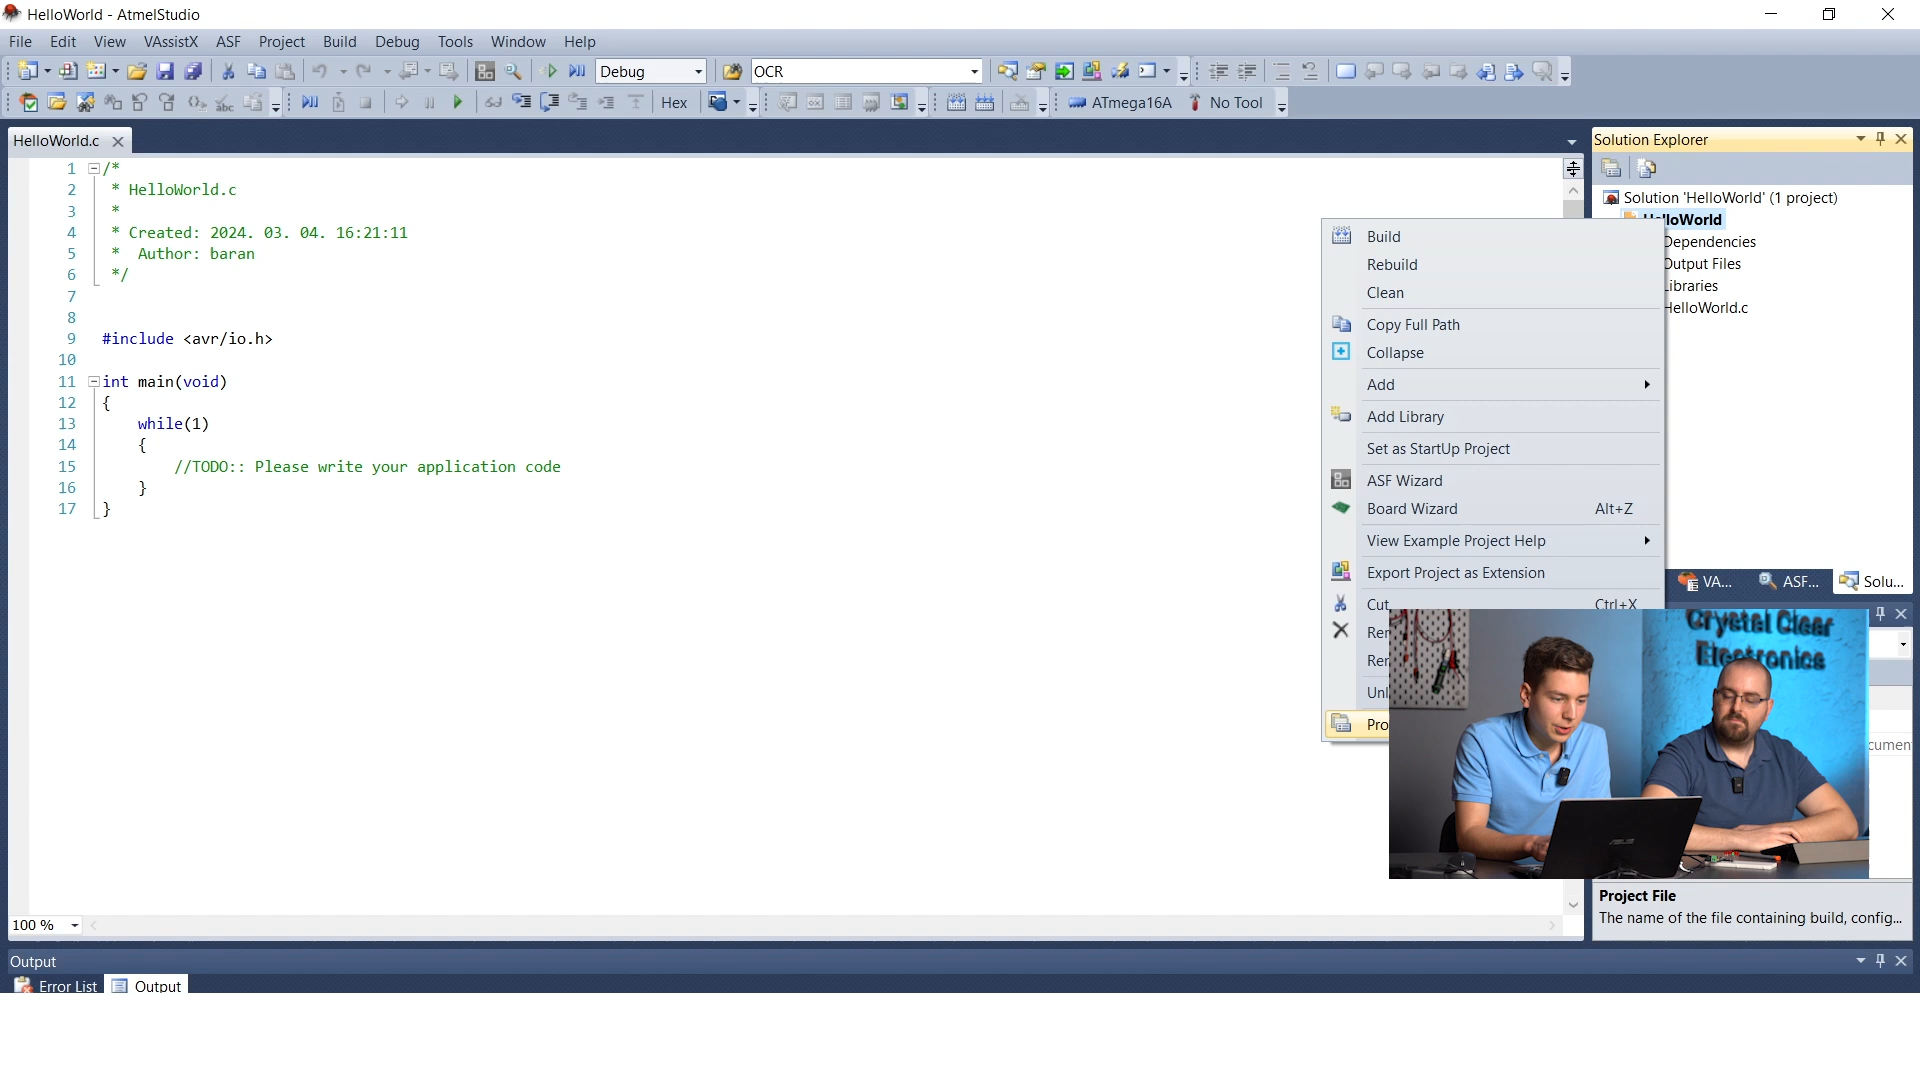 HelloWorld - AtmelStudio
File Edit View VAssistX ASF Project Build Debug Tools Window Help
Debug OCR
Hex ATmega16A No Tool
HelloWorld.c
1 /*
2 * HelloWorld.c
3 *
4 * Created: 2024. 03. 04. 16:21:11
5 * Author: baran
6 */
7
8
9 #include <avr/io.h>
10
11 int main(void)
12 {
13 while(1)
14 {
15 //TODO:: Please write your application code
16 }
17 }
100 %
Solution Explorer
Solution 'HelloWorld' (1 project)
HelloWorld
Dependencies
Output Files
Libraries
HelloWorld.c
Build
Rebuild
Clean
Copy Full Path
Collapse
Add
Add Library
Set as StartUp Project
ASF Wizard
Board Wizard Alt+Z
View Example Project Help
Export Project as Extension
Cut Ctrl+X
Rer
Rer
Unl
Pro
VA... ASF... Solu...
Crystal Clear
Electronics
cument
Project File
The name of the file containing build, config...
Output
Error List Output